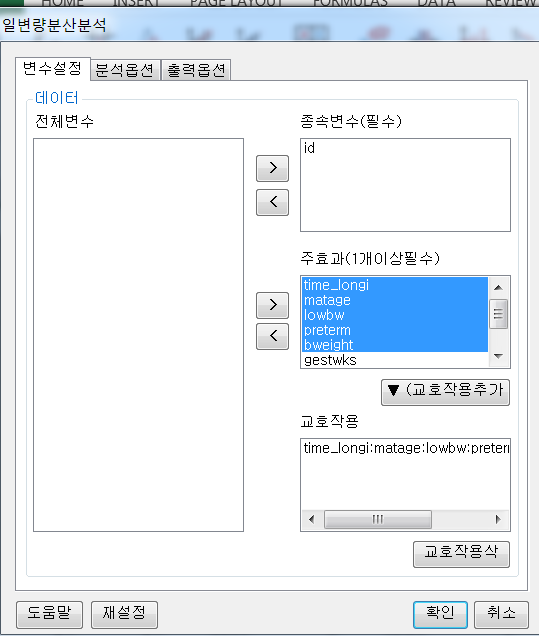 HOME INSERT PAGE LAYOUT FORMULAS DATA REVIEW
일변량분산분석
변수설정 분석옵션 출력옵션
데이터
전체변수
종속변수(필수)
id
>
<
주효과(1개이상필수)
time_longi
matage
lowbw
preterm
bweight
gestwks
>
<
▼ (교호작용추가
교호작용
time_longi:matage:lowbw:preterm
교호작용삭
도움말 재설정 확인 취소